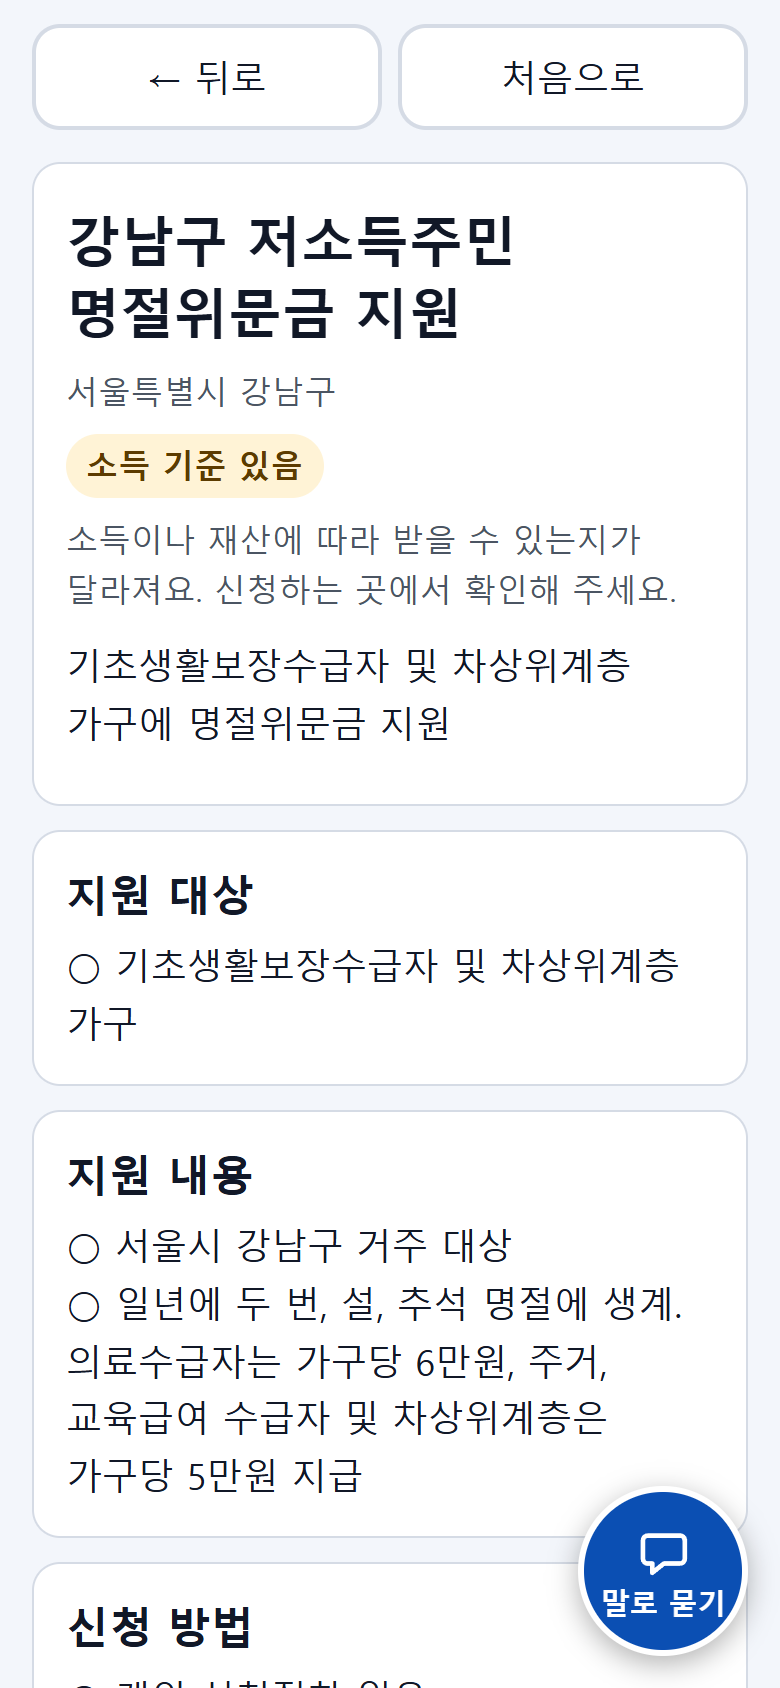 ← 뒤로
처음으로
강남구 저소득주민
명절위문금 지원
서울특별시 강남구
소득 기준 있음
소득이나 재산에 따라 받을 수 있는지가
달라져요. 신청하는 곳에서 확인해 주세요.
기초생활보장수급자 및 차상위계층
가구에 명절위문금 지원
지원 대상
○ 기초생활보장수급자 및 차상위계층
가구
지원 내용
○ 서울시 강남구 거주 대상
○ 일년에 두 번, 설, 추석 명절에 생계.
의료수급자는 가구당 6만원, 주거,
교육급여 수급자 및 차상위계층은
가구당 5만원 지급
말로 묻기
신청 방법